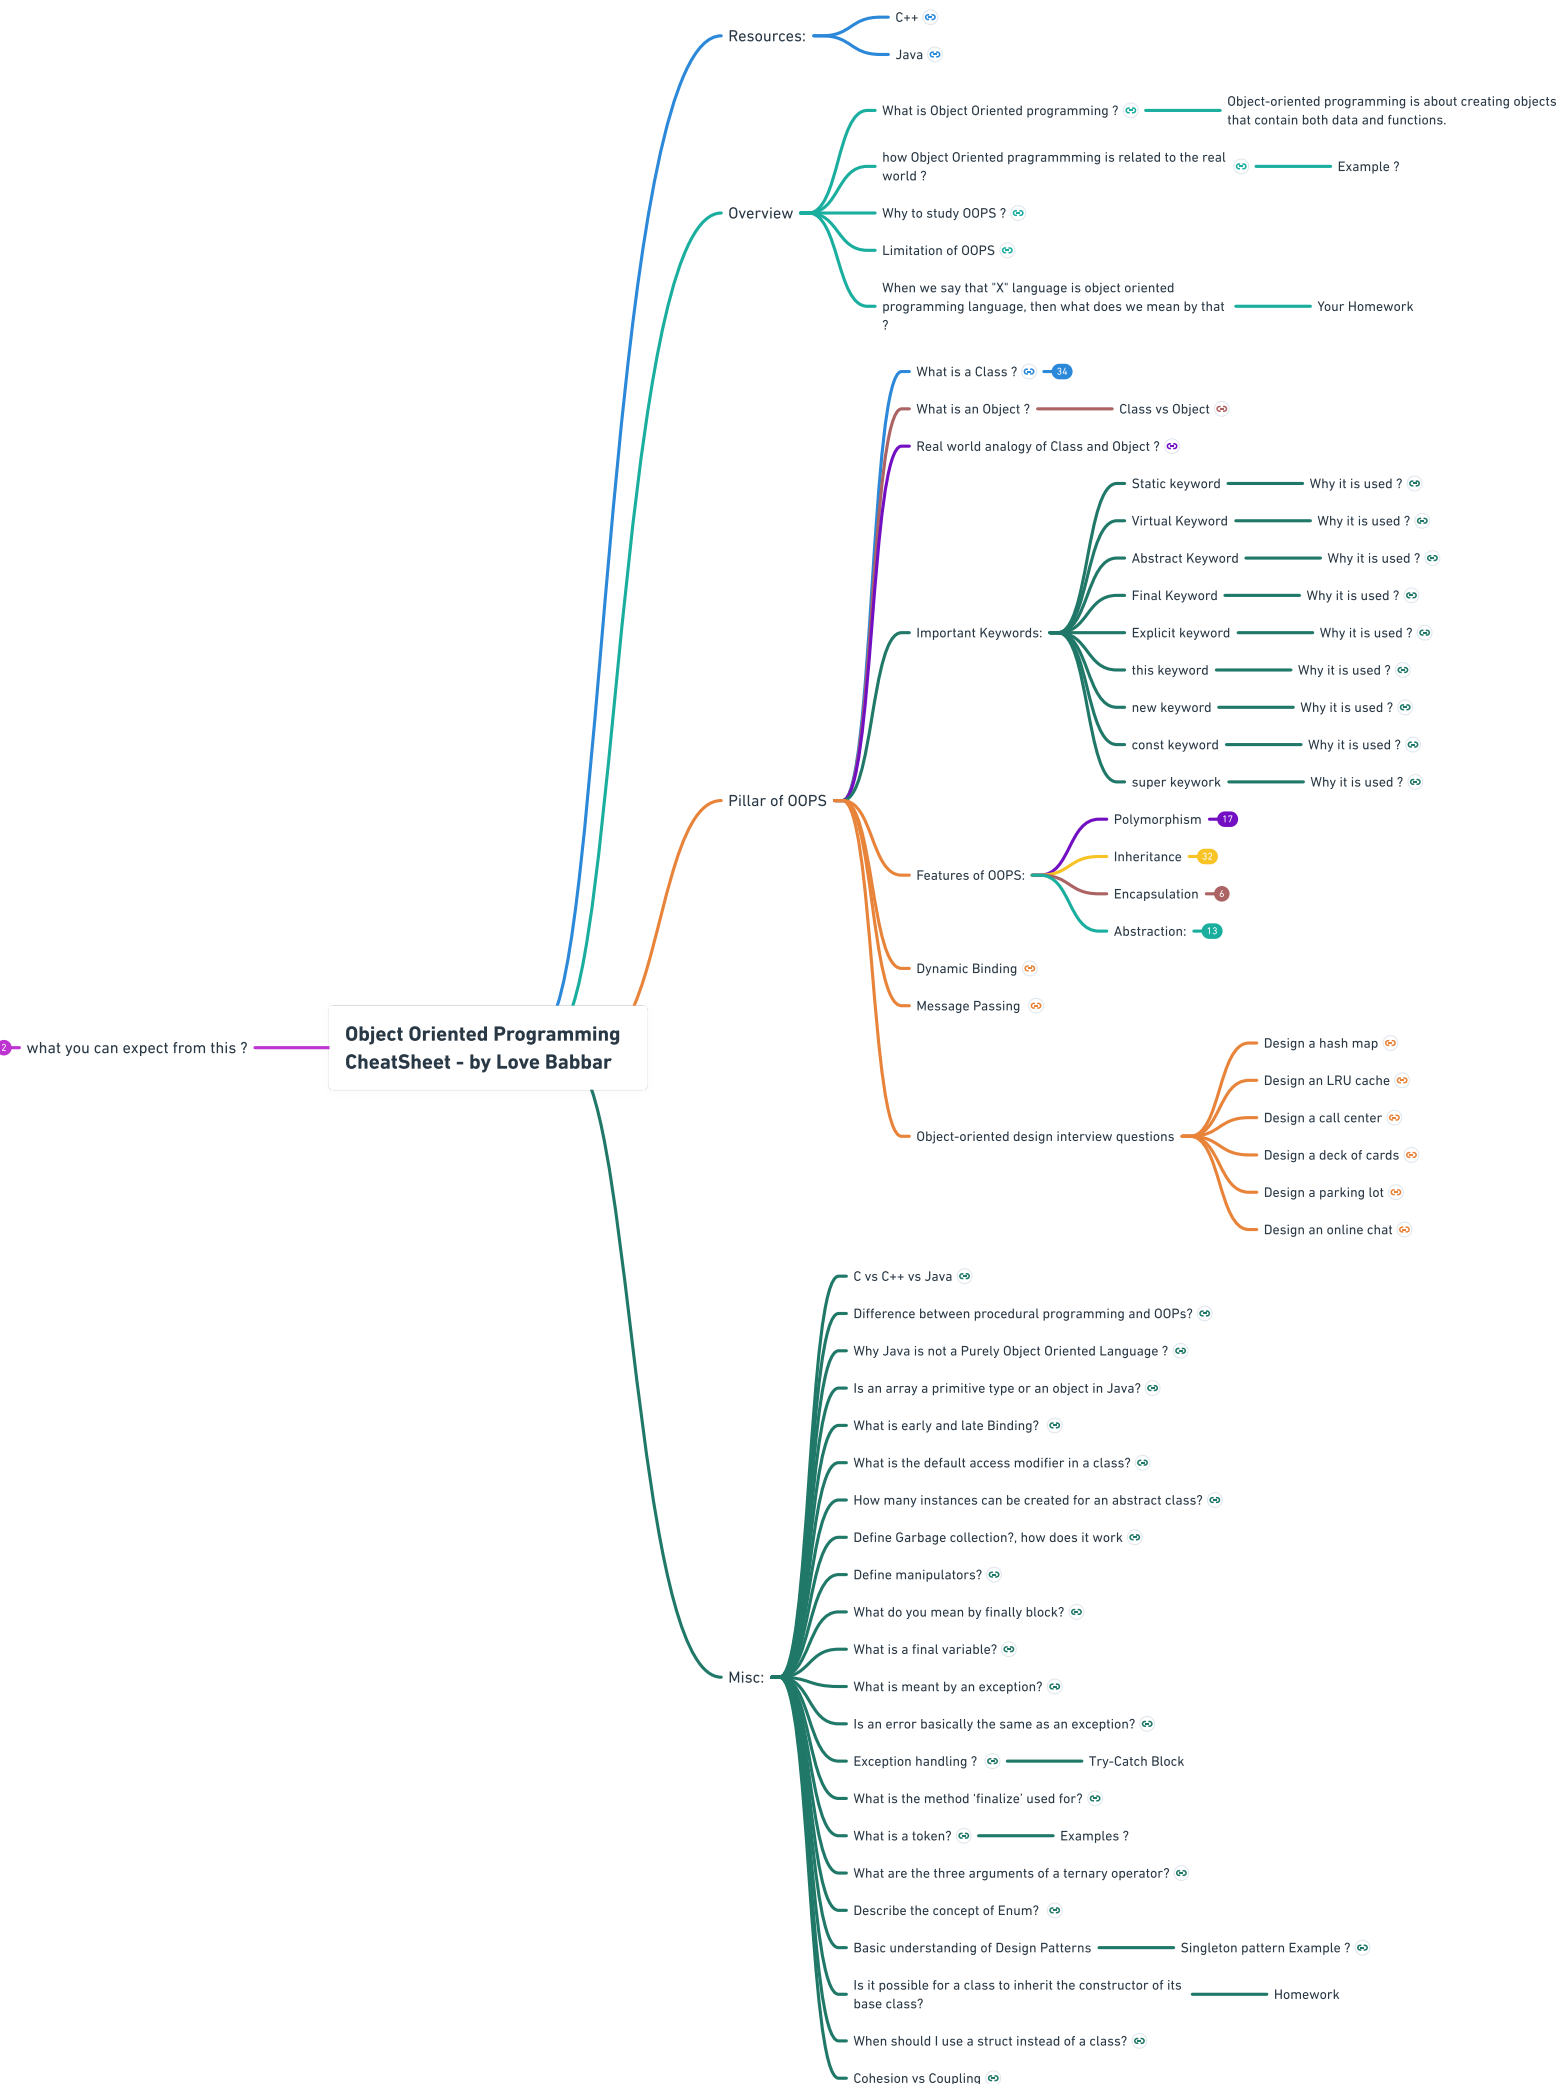 Resources:
C++
Java
Overview
What is Object Oriented programming ?
Object-oriented programming is about creating objects
that contain both data and functions.
how Object Oriented pragrammming is related to the real
world ?
Example ?
Why to study OOPS ?
Limitation of OOPS
When we say that "X" language is object oriented
programming language, then what does we mean by that
?
Your Homework
Pillar of OOPS
What is a Class ?
34
What is an Object ?
Class vs Object
Real world analogy of Class and Object ?
Important Keywords:
Static keyword
Why it is used ?
Virtual Keyword
Why it is used ?
Abstract Keyword
Why it is used ?
Final Keyword
Why it is used ?
Explicit keyword
Why it is used ?
this keyword
Why it is used ?
new keyword
Why it is used ?
const keyword
Why it is used ?
super keywork
Why it is used ?
Features of OOPS:
Polymorphism
17
Inheritance
32
Encapsulation
6
Abstraction:
13
Dynamic Binding
Message Passing
Object-oriented design interview questions
Design a hash map
Design an LRU cache
Design a call center
Design a deck of cards
Design a parking lot
Design an online chat
Object Oriented Programming
CheatSheet - by Love Babbar
what you can expect from this ?
2
Misc:
C vs C++ vs Java
Difference between procedural programming and OOPs?
Why Java is not a Purely Object Oriented Language ?
Is an array a primitive type or an object in Java?
What is early and late Binding?
What is the default access modifier in a class?
How many instances can be created for an abstract class?
Define Garbage collection?, how does it work
Define manipulators?
What do you mean by finally block?
What is a final variable?
What is meant by an exception?
Is an error basically the same as an exception?
Exception handling ?
Try-Catch Block
What is the method ‘finalize’ used for?
What is a token?
Examples ?
What are the three arguments of a ternary operator?
Describe the concept of Enum?
Basic understanding of Design Patterns
Singleton pattern Example ?
Is it possible for a class to inherit the constructor of its
base class?
Homework
When should I use a struct instead of a class?
Cohesion vs Coupling